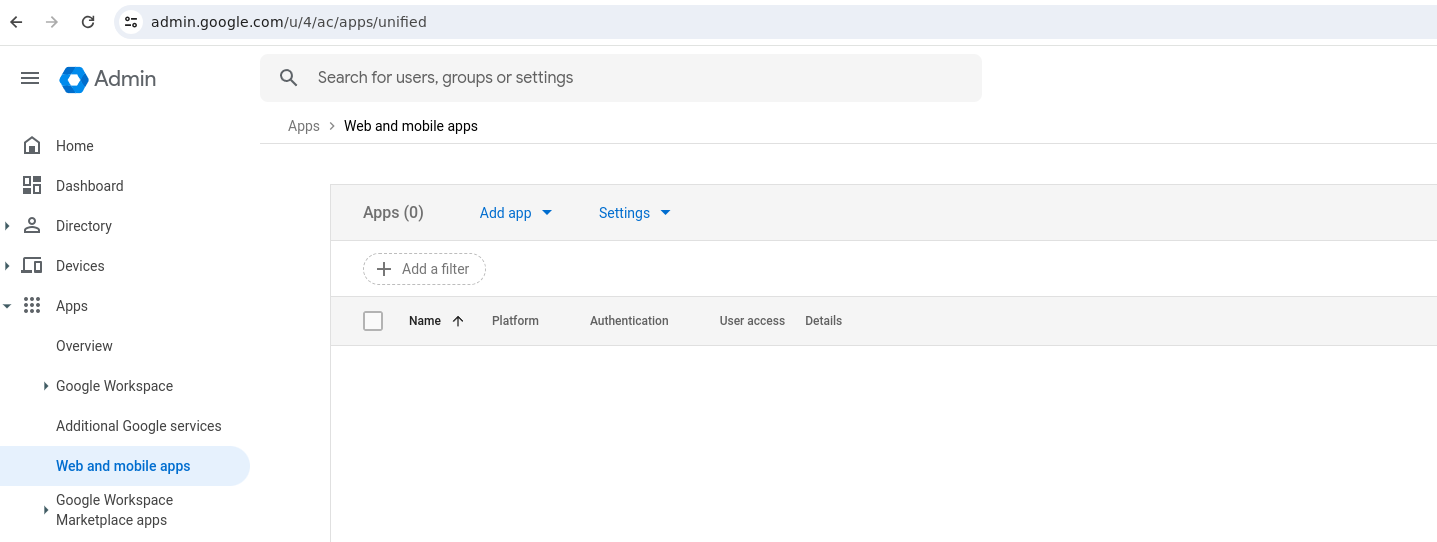 admin.google.com/u/4/ac/apps/unified
Admin
Search for users, groups or settings
Apps > Web and mobile apps
Home
Dashboard
Directory
Devices
Apps
Overview
Google Workspace
Additional Google services
Web and mobile apps
Google Workspace
Marketplace apps
Apps (0) Add app Settings
Add a filter
Name Platform Authentication User access Details